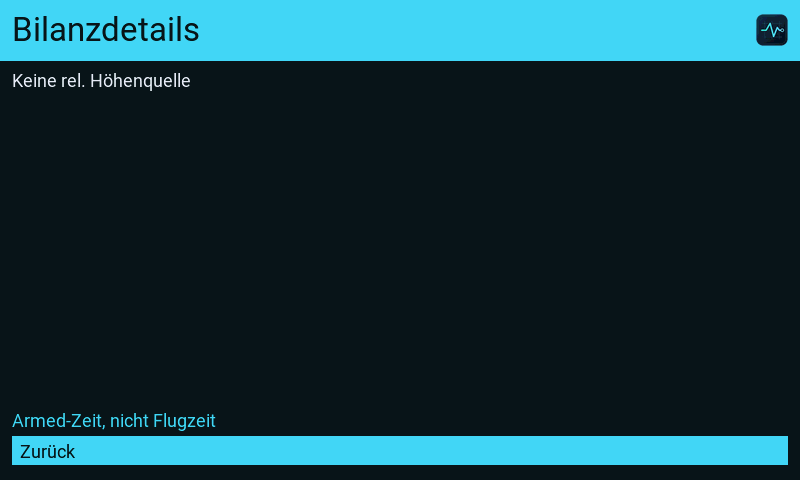 Bilanzdetails
Keine rel. Höhenquelle
Armed-Zeit, nicht Flugzeit
Zurück